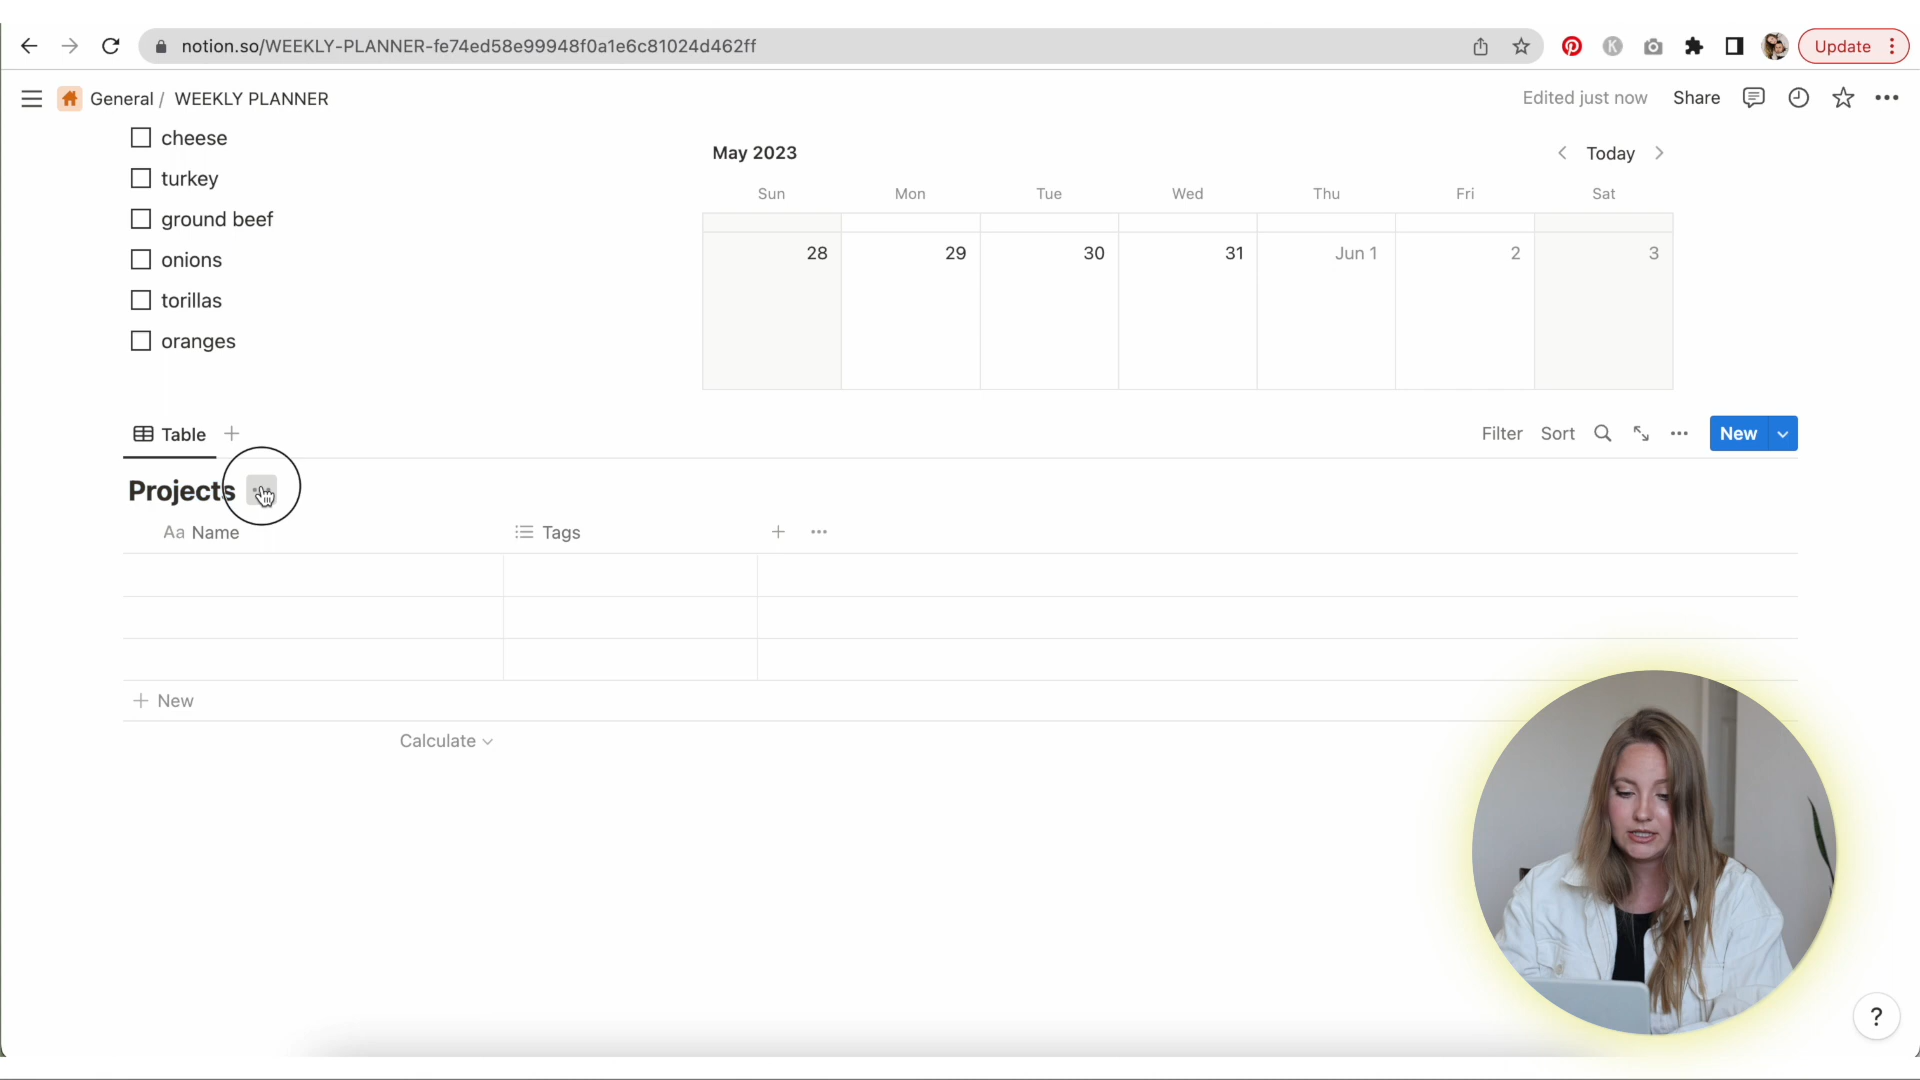 notion.so/WEEKLY-PLANNER-fe74ed58e99948f0a1e6c81024d462ff
K
Update
General / WEEKLY PLANNER
Edited just now
Share
cheese
turkey
ground beef
onions
torillas
oranges
May 2023
Today
Sun Mon Tue Wed Thu Fri Sat
28 29 30 31 Jun 1 2 3
Table
Filter Sort New
Projects
Aa Name Tags
New
Calculate
?